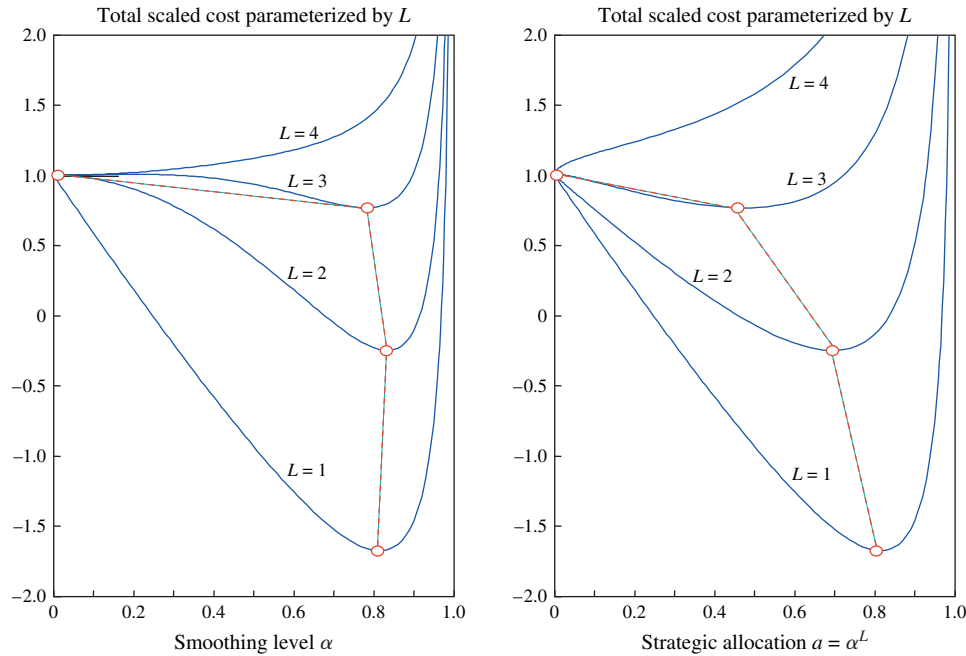 Total scaled cost parameterized by L
2.0
1.5
1.0
0.5
0
−0.5
−1.0
−1.5
−2.0
L = 4
L = 3
L = 2
L = 1
0 0.2 0.4 0.6 0.8 1.0
Smoothing level α
Total scaled cost parameterized by L
2.0
1.5
1.0
0.5
0
−0.5
−1.0
−1.5
−2.0
L = 4
L = 3
L = 2
L = 1
0 0.2 0.4 0.6 0.8 1.0
Strategic allocation a = α^L